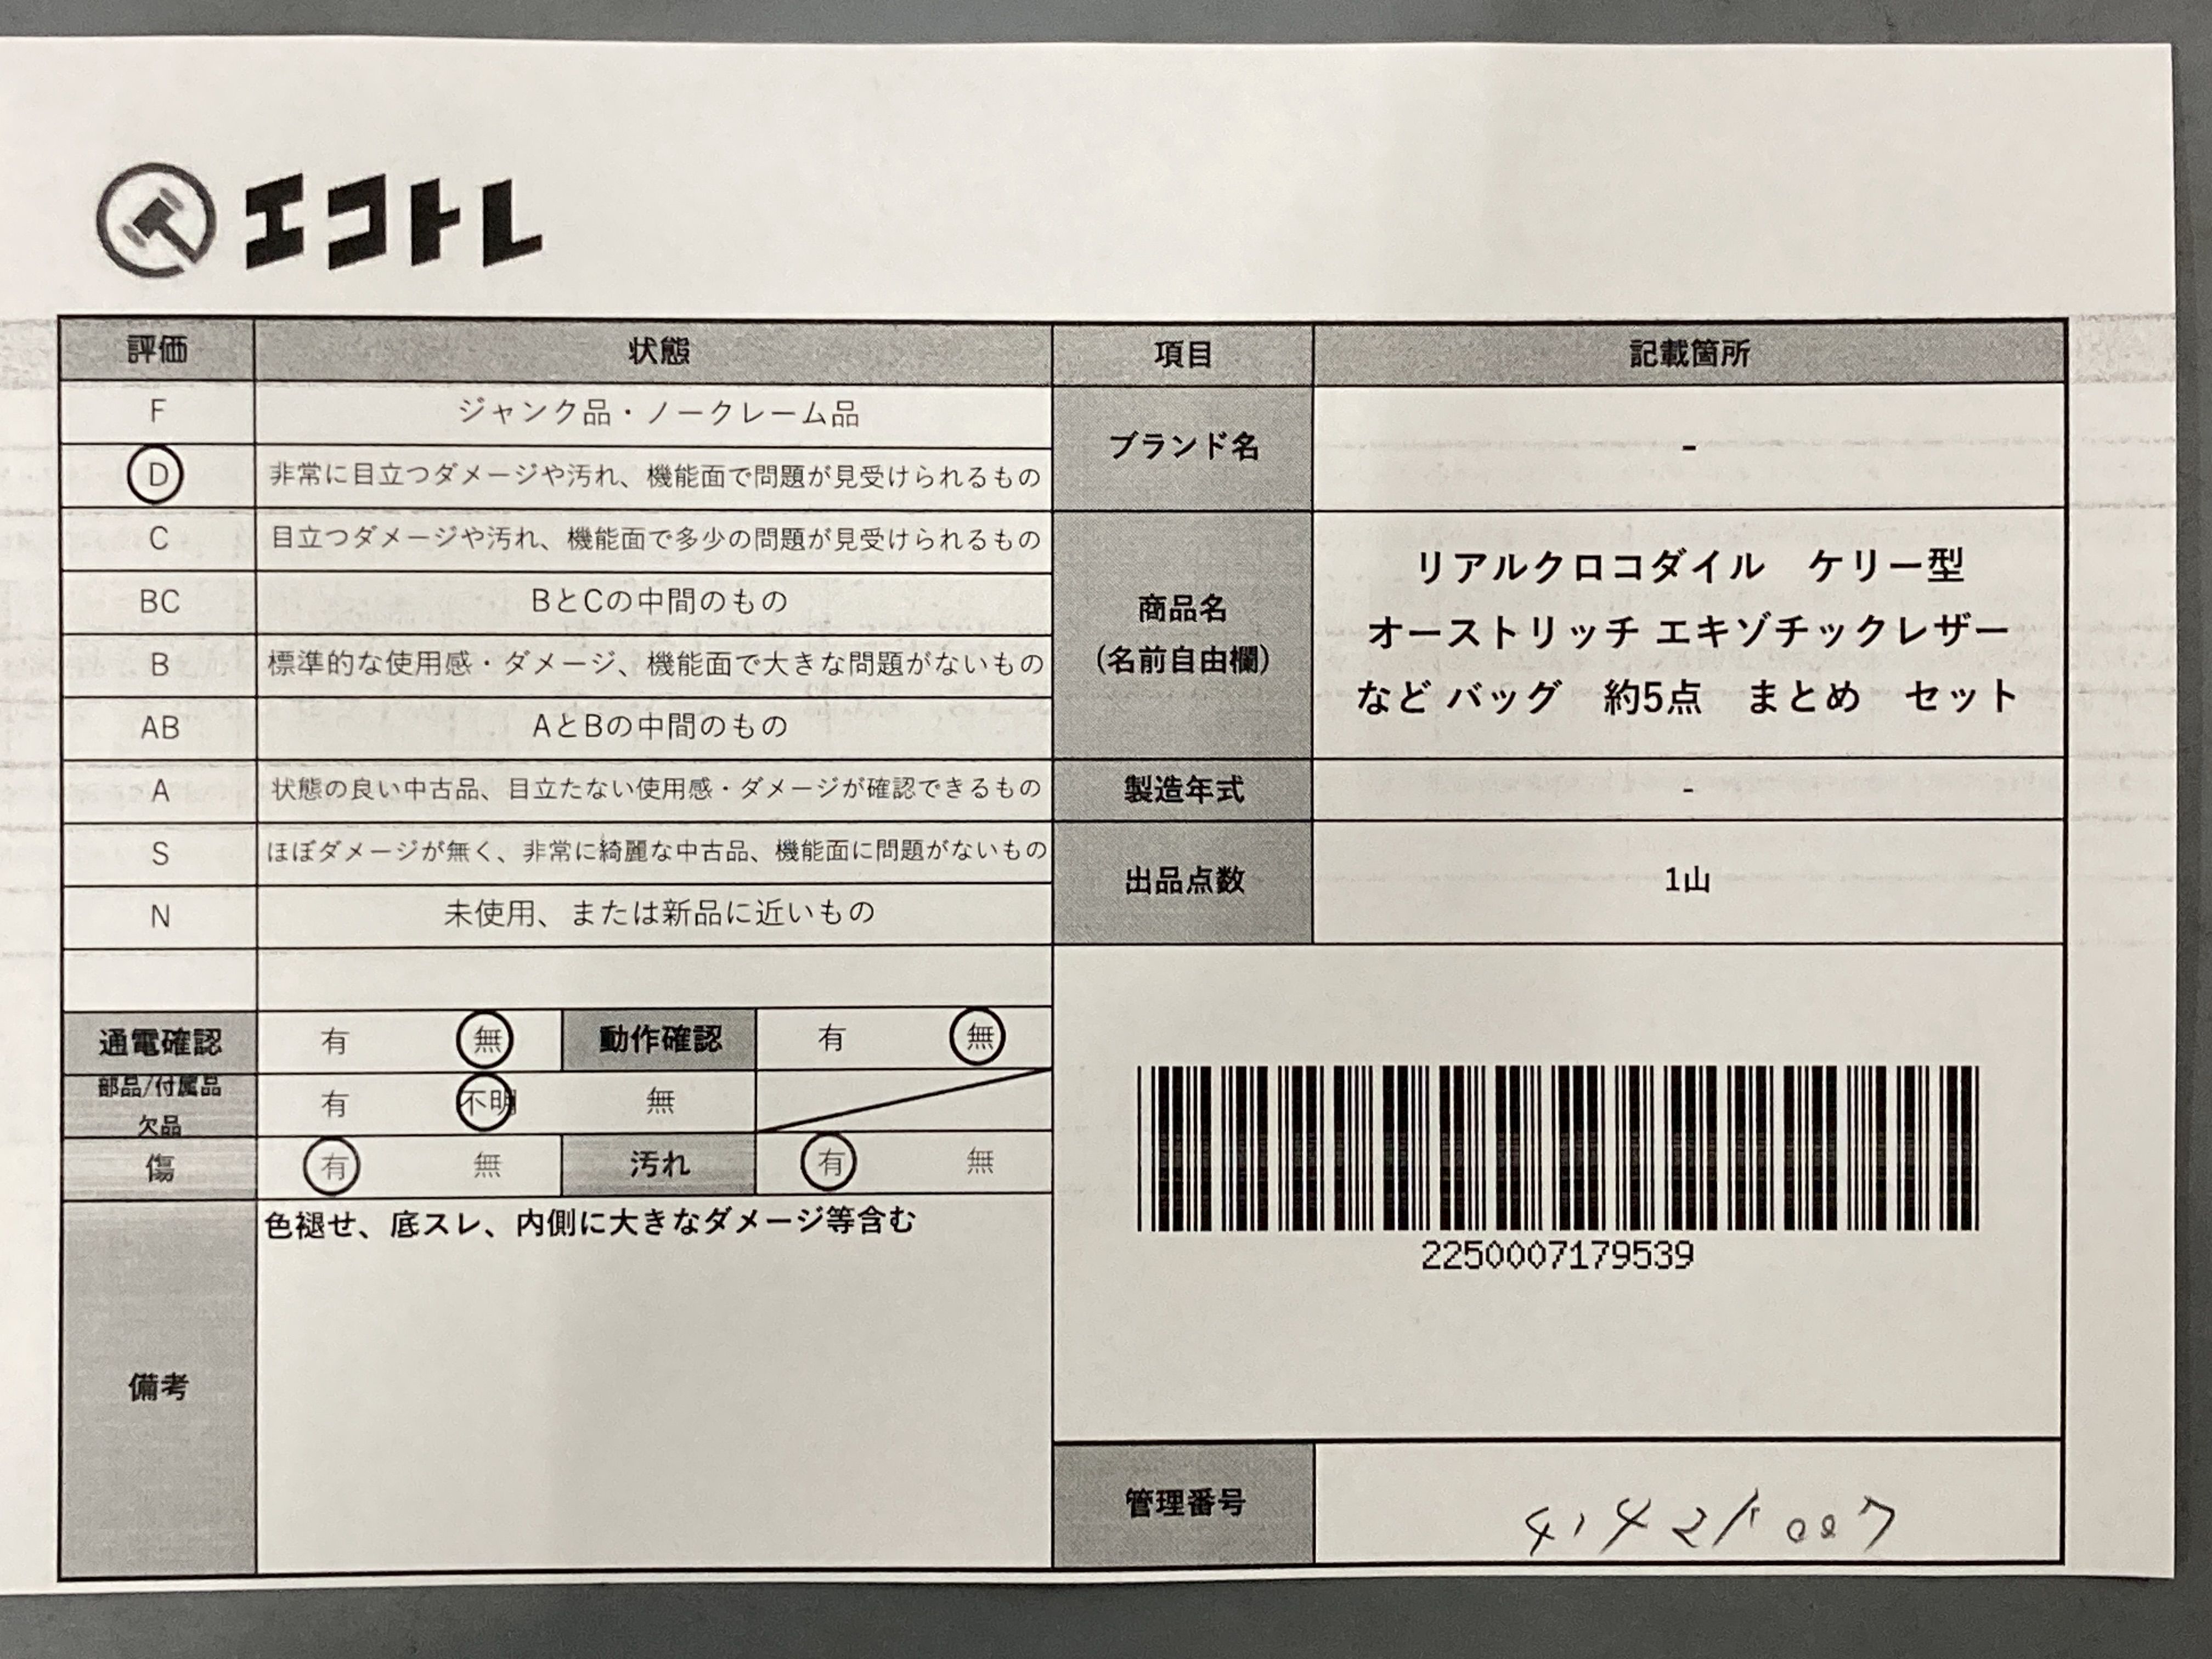 エコトレ
評価 状態 項目 記載箇所
F ジャンク品・ノークレーム品
D 非常に目立つダメージや汚れ、機能面で問題が見受けられるもの
ブランド名 -
C 目立つダメージや汚れ、機能面で多少の問題が見受けられるもの
BC BとCの中間のもの
B 標準的な使用感・ダメージ、機能面で大きな問題がないもの
AB AとBの中間のもの
商品名
(名前自由欄)
リアルクロコダイル ケリー型
オーストリッチ エキゾチックレザー
など バッグ 約5点 まとめ セット
A 状態の良い中古品、目立たない使用感・ダメージが確認できるもの
製造年式 -
S ほぼダメージが無く、非常に綺麗な中古品、機能面に問題がないもの
N 未使用、または新品に近いもの
出品点数 1山
通電確認 有 無 動作確認 有 無
部品/付属品
欠品
有 不明 無
傷 有 無 汚れ 有 無
備考
色褪せ、底スレ、内側に大きなダメージ等含む
2250007179539
管理番号